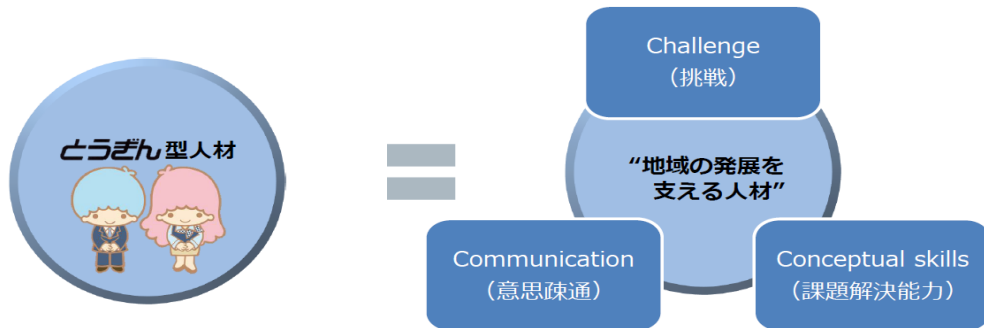 とうぎん型人材
Challenge
（挑戦）
“地域の発展を
支える人材”
Communication
（意思疎通）
Conceptual skills
（課題解決能力）